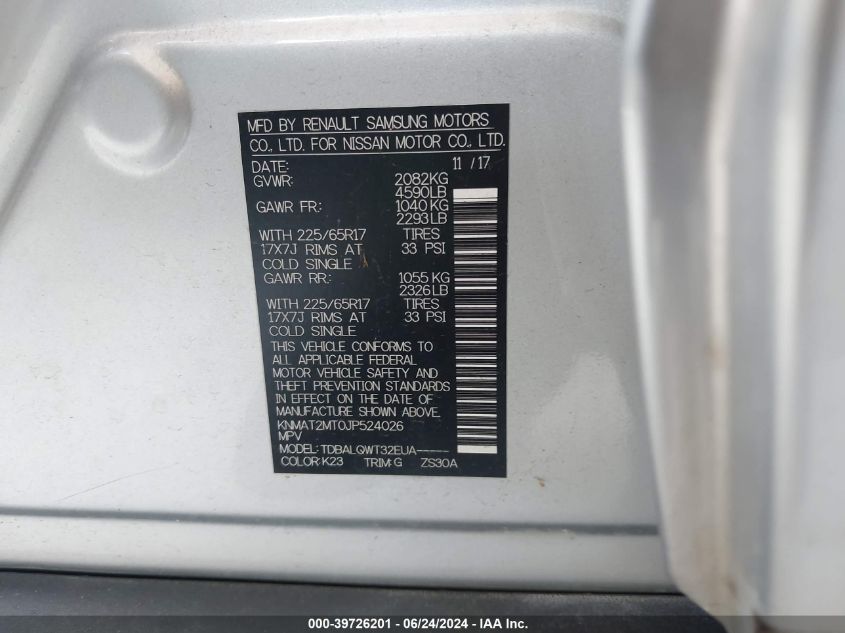 MFD BY RENAULT SAMSUNG MOTORS
CO., LTD. FOR NISSAN MOTOR CO., LTD.
DATE: 11 / 17
GVWR: 2082KG
4590LB
GAWR FR.: 1040KG
2293LB
WITH 225/65R17 TIRES
17X7J RIMS AT 33 PSI
COLD SINGLE
GAWR RR.: 1055KG
2326LB
WITH 225/65R17 TIRES
17X7J RIMS AT 33 PSI
COLD SINGLE
THIS VEHICLE CONFORMS TO
ALL APPLICABLE FEDERAL
MOTOR VEHICLE SAFETY AND
THEFT PREVENTION STANDARDS
IN EFFECT ON THE DATE OF
MANUFACTURE SHOWN ABOVE.
KNMAT2MT0JP524026
MPV
MODEL: TDBALQWT32EUA-----
COLOR:K23 TRIM:G ZS30A
000-39726201 - 06/24/2024 - IAA Inc.